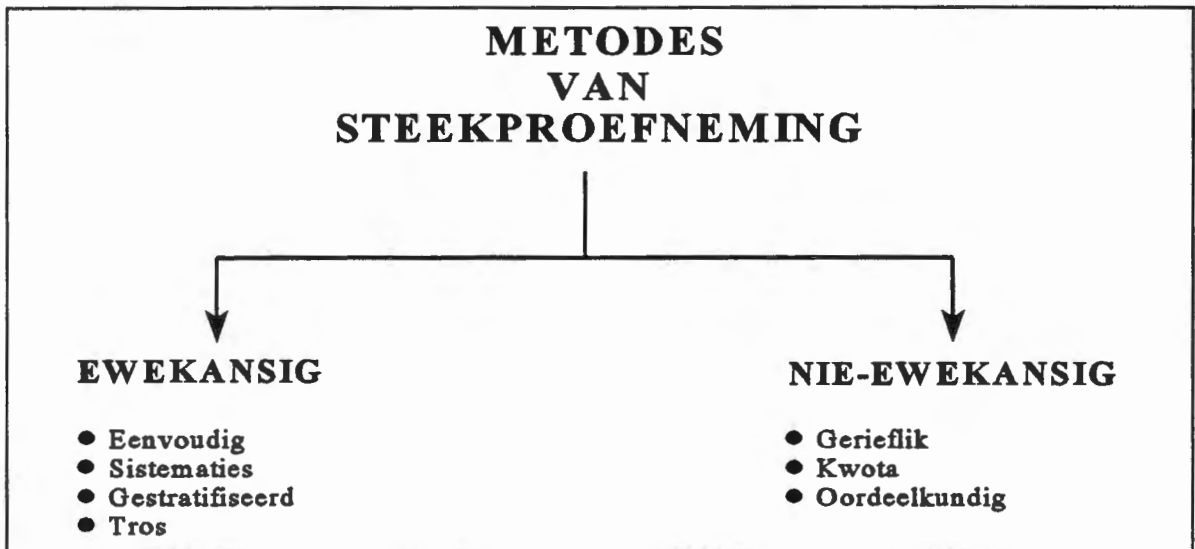 METODES
VAN
STEEKPROEFNEMING
EWEKANSIG
● Eenvoudig
● Sistematies
● Gestratifiseerd
● Tros
NIE-EWEKANSIG
● Gerieflik
● Kwota
● Oordeelkundig